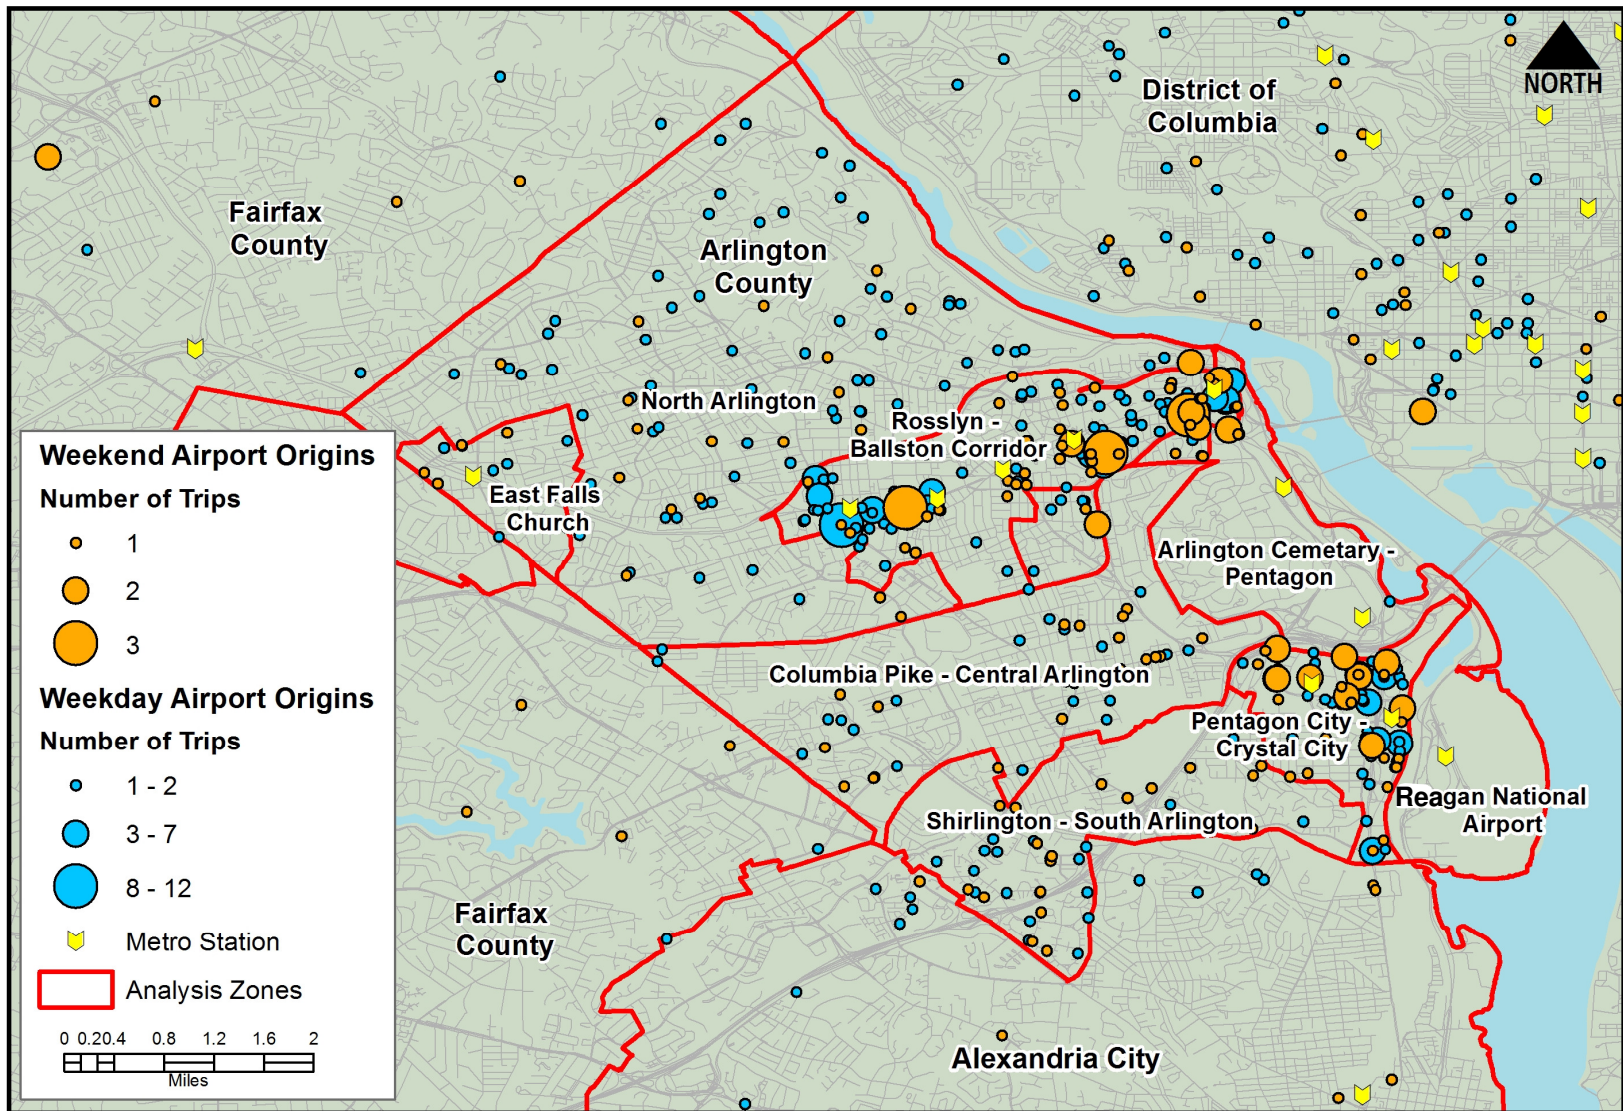 NORTH
District of
Columbia
Fairfax
County
Arlington
County
North Arlington
Rosslyn -
Ballston Corridor
East Falls
Church
Arlington Cemetary -
Pentagon
Columbia Pike - Central Arlington
Pentagon City -
Crystal City
Reagan National
Airport
Shirlington - South Arlington
Fairfax
County
Alexandria City
Weekend Airport Origins
Number of Trips
1
2
3
Weekday Airport Origins
Number of Trips
1 - 2
3 - 7
8 - 12
Metro Station
Analysis Zones
0 0.20.4 0.8 1.2 1.6 2
Miles